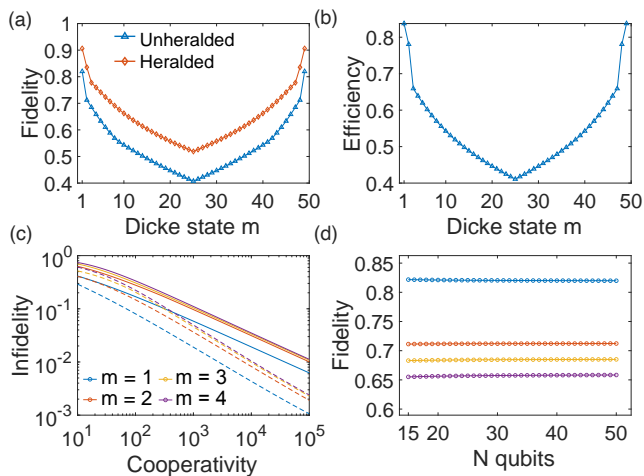 (a)
1
0.9
0.8
0.7
0.6
0.5
0.4
Fidelity
Unheralded
Heralded
1 10 20 30 40 50
Dicke state m
(b)
0.8
0.7
0.6
0.5
0.4
Efficiency
1 10 20 30 40 50
Dicke state m
(c)
10^0
10^-1
10^-2
10^-3
Infidelity
m = 1 m = 3
m = 2 m = 4
10^1 10^2 10^3 10^4 10^5
Cooperativity
(d)
0.85
0.8
0.75
0.7
0.65
0.6
Fidelity
15 20 30 40 50
N qubits